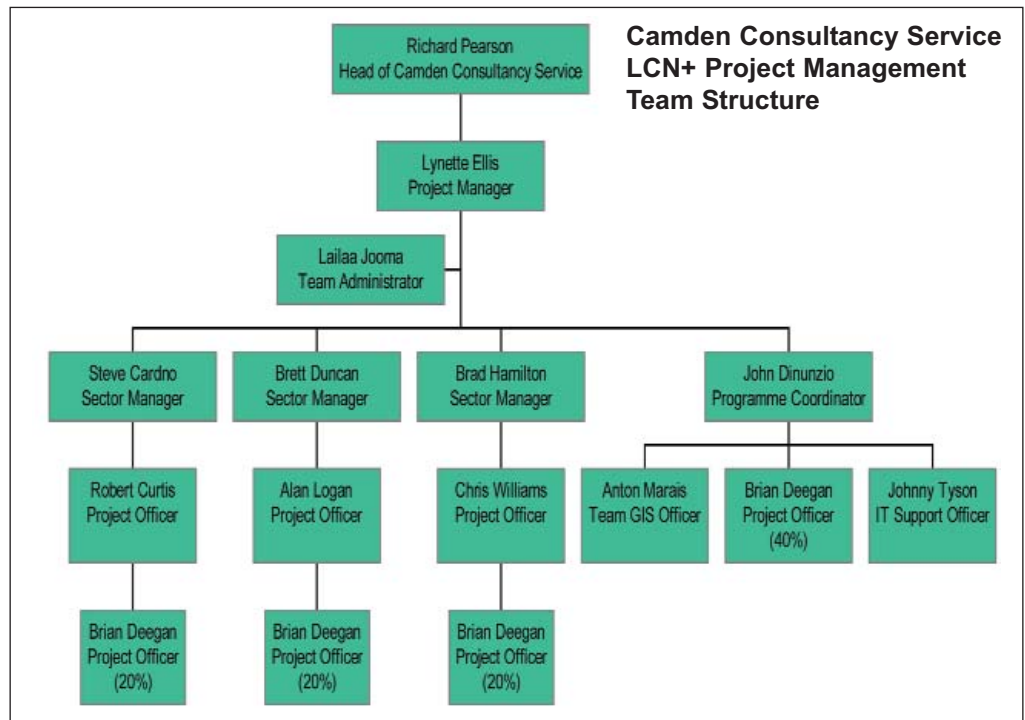 Camden Consultancy Service
LCN+ Project Management
Team Structure
Richard Pearson
Head of Camden Consultancy Service
Lynette Ellis
Project Manager
Lailaa Jooma
Team Administrator
Steve Cardno
Sector Manager
Brett Duncan
Sector Manager
Brad Hamilton
Sector Manager
John Dinunzio
Programme Coordinator
Robert Curtis
Project Officer
Alan Logan
Project Officer
Chris Williams
Project Officer
Anton Marais
Team GIS Officer
Brian Deegan
Project Officer
(40%)
Johnny Tyson
IT Support Officer
Brian Deegan
Project Officer
(20%)
Brian Deegan
Project Officer
(20%)
Brian Deegan
Project Officer
(20%)